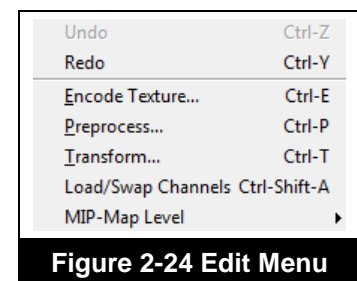 Undo Ctrl-Z
Redo Ctrl-Y
Encode Texture... Ctrl-E
Preprocess... Ctrl-P
Transform... Ctrl-T
Load/Swap Channels Ctrl-Shift-A
MIP-Map Level
Figure 2-24 Edit Menu